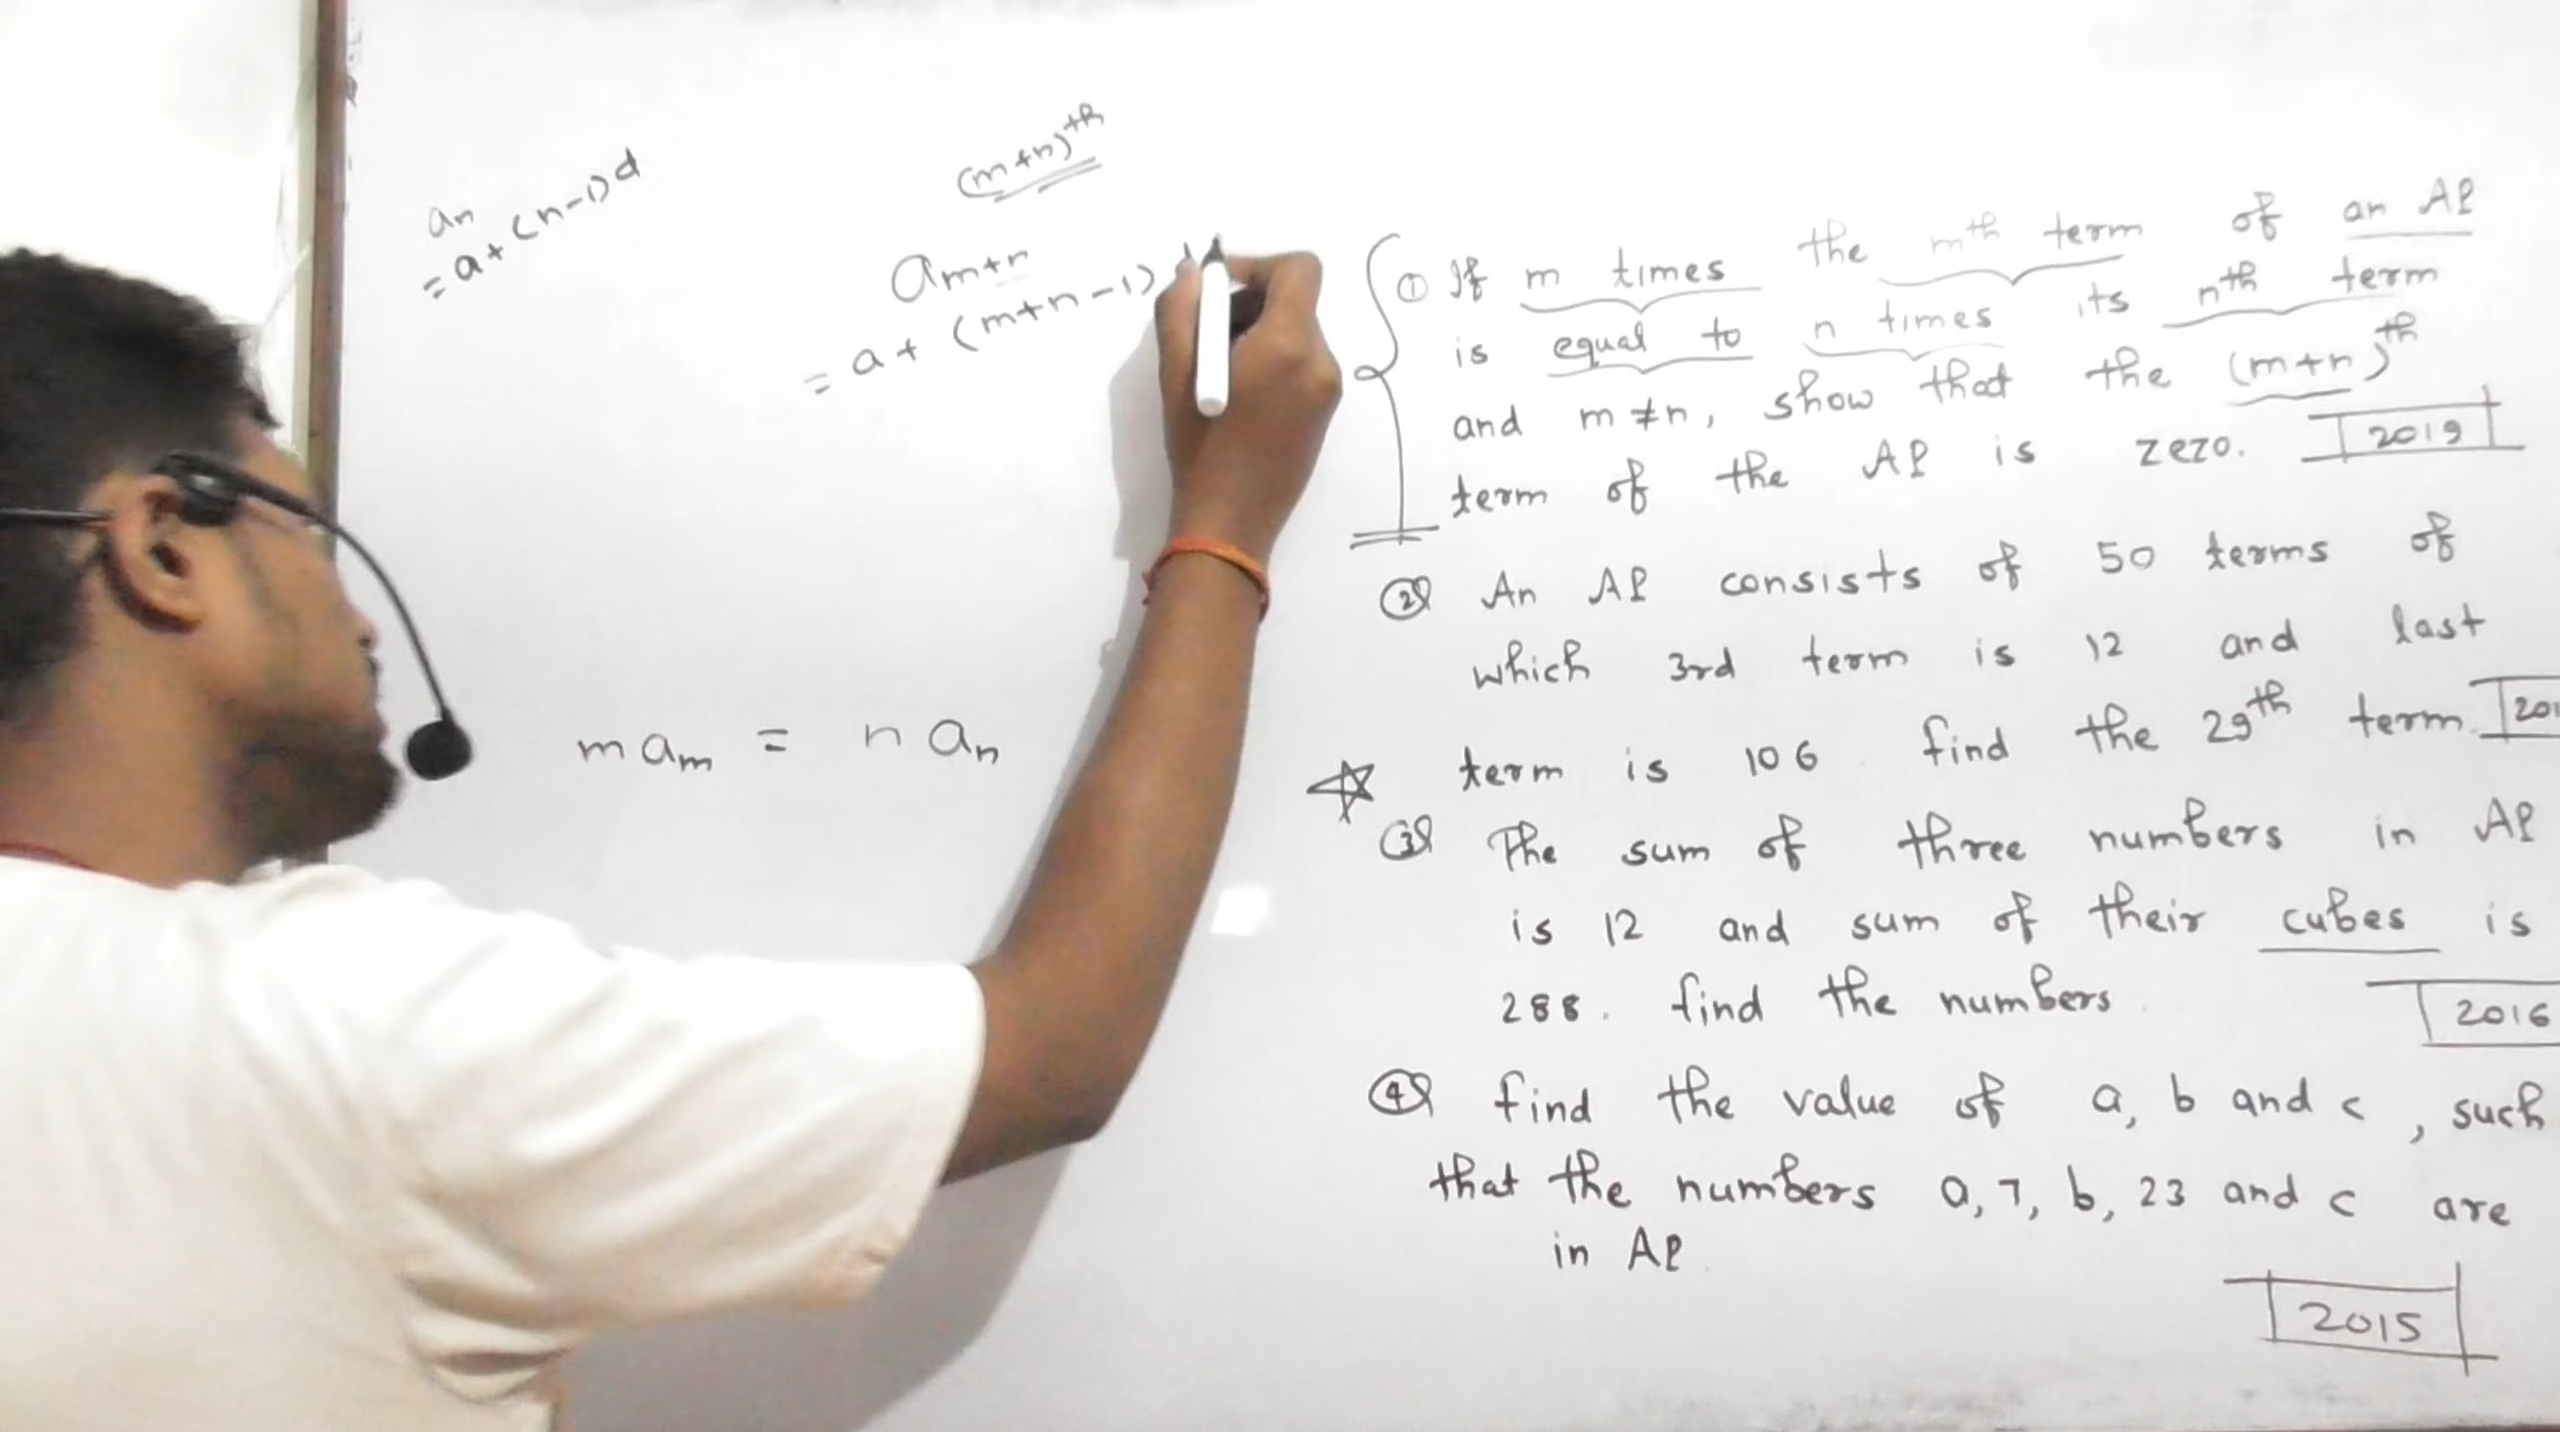 an
= a + (n-1)d
(m+n)th
am+n
= a + (m+n-1)
mam = nan
① If m times the mth term of an AP
is equal to n times its nth term
and m ≠ n, show that the (m+n)th
term of the AP is zero. 2019
② An AP consists of 50 terms of
which 3rd term is 12 and last
term is 106. find the 29th term. 201
③ The sum of three numbers in AP
is 12 and sum of their cubes is
288. find the numbers. 2016
④ find the value of a, b and c, such
that the numbers a, 7, b, 23 and c are
in AP.
2015